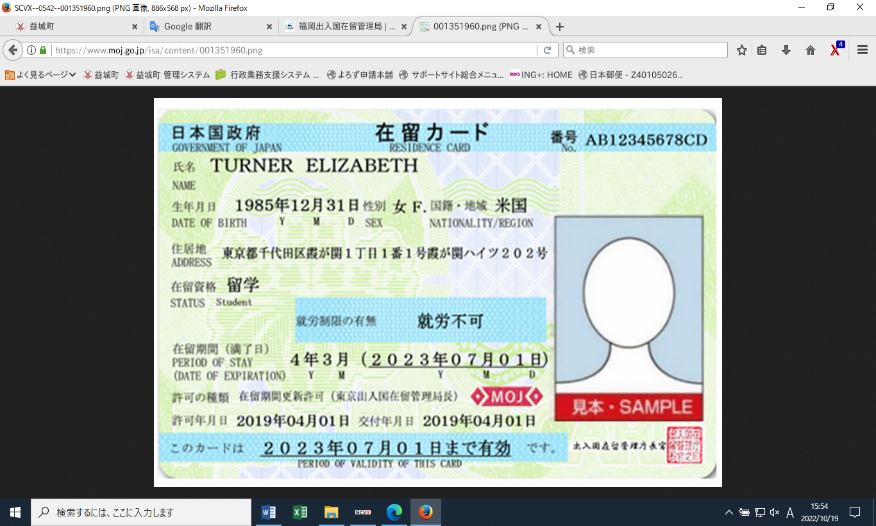 SCVX--0542--001351960.png (PNG 画像, 886x568 px) - Mozilla Firefox
益城町
Google 翻訳
福岡出入国在留管理局 | ...
001351960.png (PNG ...
https://www.moj.go.jp/isa/content/001351960.png
検索
よく見るページ
益城町
益城町 管理システム
行政業務支援システム ...
よろず申請本舗
サポートサイト総合メニュ...
ING+: HOME
日本郵便 - Z40105026...
4
日本国政府
在留カード
番号 AB12345678CD
GOVERNMENT OF JAPAN
RESIDENCE CARD
No.
氏名 TURNER ELIZABETH
NAME
生年月日 1985年12月31日 性別 女 F. 国籍・地域 米国
DATE OF BIRTH Y M D SEX NATIONALITY/REGION
住居地 東京都千代田区霞が関1丁目1番1号霞が関ハイツ202号
ADDRESS
在留資格 留学
STATUS Student
就労制限の有無 就労不可
在留期間(満了日)
PERIOD OF STAY
(DATE OF EXPIRATION)
4年3月(2023年07月01日)
Y M Y M D
許可の種類 在留期間更新許可(東京出入国在留管理局長)
MOJ
見本・SAMPLE
許可年月日 2019年04月01日 交付年月日 2019年04月01日
このカードは 2023年07月01日まで有効 です。
PERIOD OF VALIDITY OF THIS CARD
出入国在留管理庁長官
検索するには、ここに入力します
SCVX
A
15:54
2022/10/19